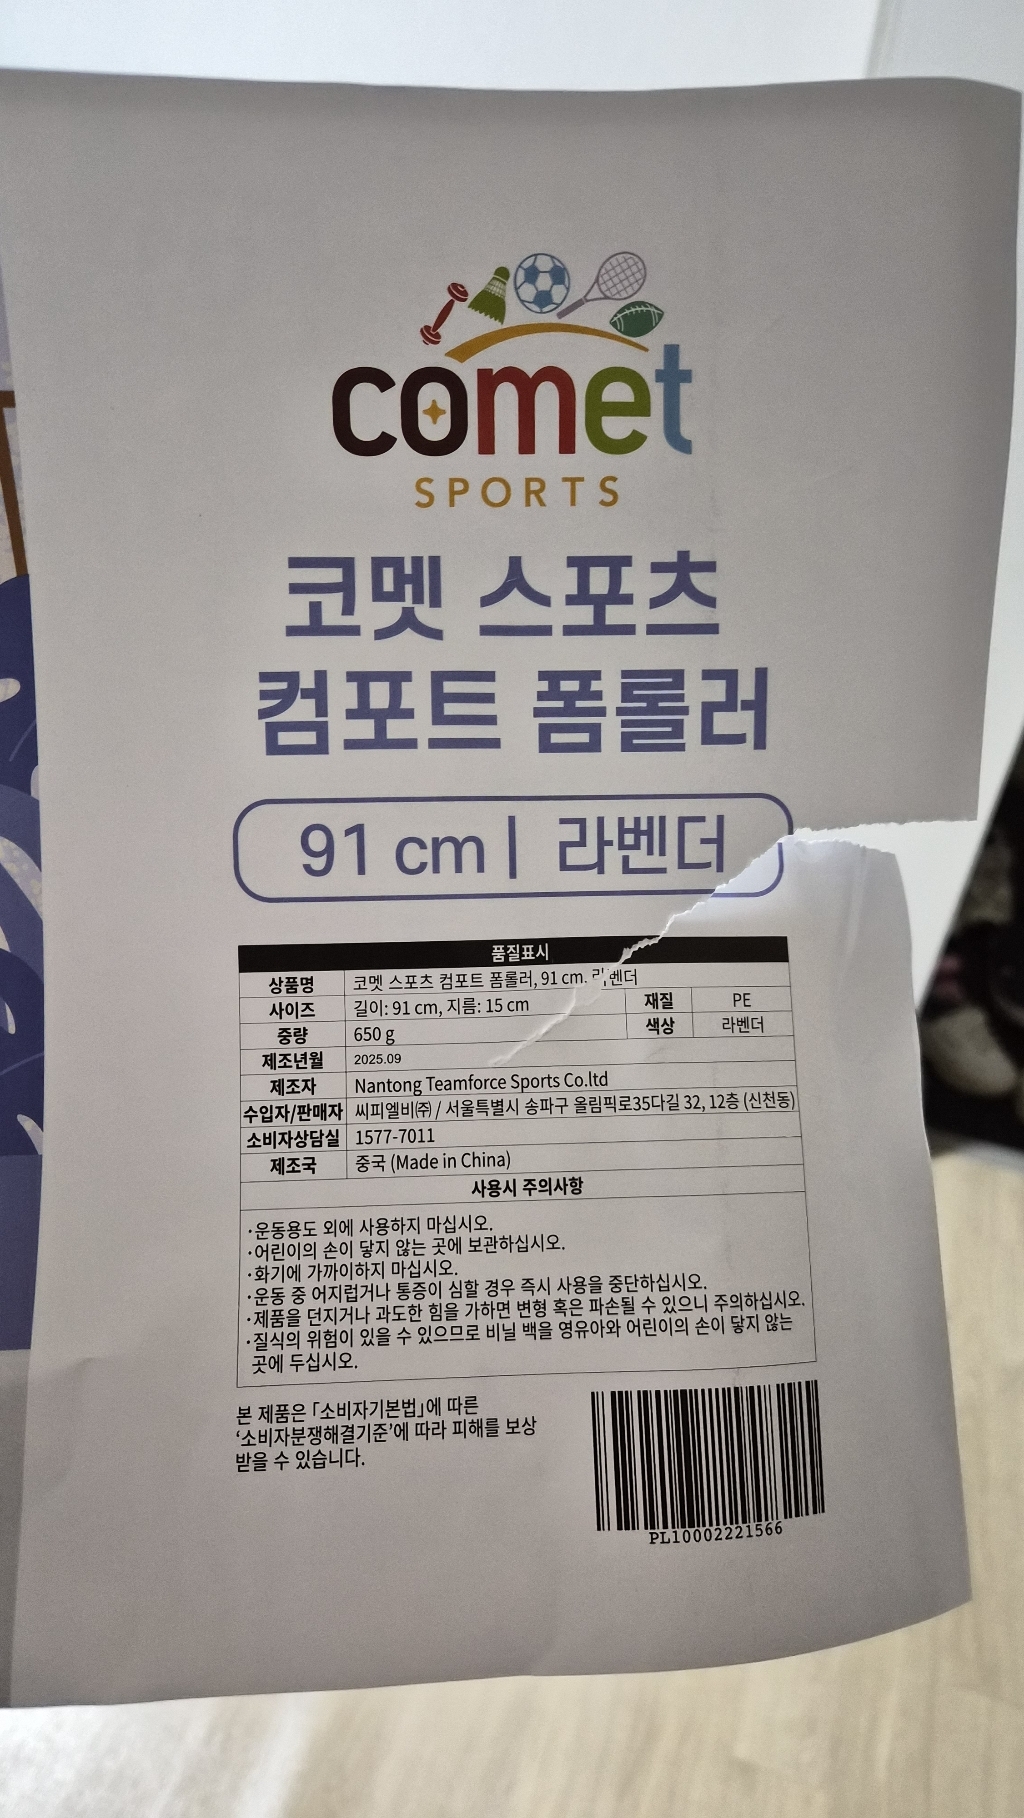 comet
SPORTS
코멧 스포츠
컴포트 폼롤러
91 cm | 라벤더
품질표시
상품명 코멧 스포츠 컴포트 폼롤러, 91 cm, 라벤더
사이즈 길이: 91 cm, 지름: 15 cm 재질 PE
중량 650 g 색상 라벤더
제조년월 2025.09
제조자 Nantong Teamforce Sports Co.ltd
수입자/판매자 씨피엘비㈜ / 서울특별시 송파구 올림픽로35다길 32, 12층 (신천동)
소비자상담실 1577-7011
제조국 중국 (Made in China)
사용시 주의사항
·운동용도 외에 사용하지 마십시오.
·어린이의 손이 닿지 않는 곳에 보관하십시오.
·화기에 가까이하지 마십시오.
·운동 중 어지럽거나 통증이 심할 경우 즉시 사용을 중단하십시오.
·제품을 던지거나 과도한 힘을 가하면 변형 혹은 파손될 수 있으니 주의하십시오.
·질식의 위험이 있을 수 있으므로 비닐 백을 영유아와 어린이의 손이 닿지 않는
곳에 두십시오.
본 제품은 「소비자기본법」에 따른
‘소비자분쟁해결기준’에 따라 피해를 보상
받을 수 있습니다.
PL10002221566